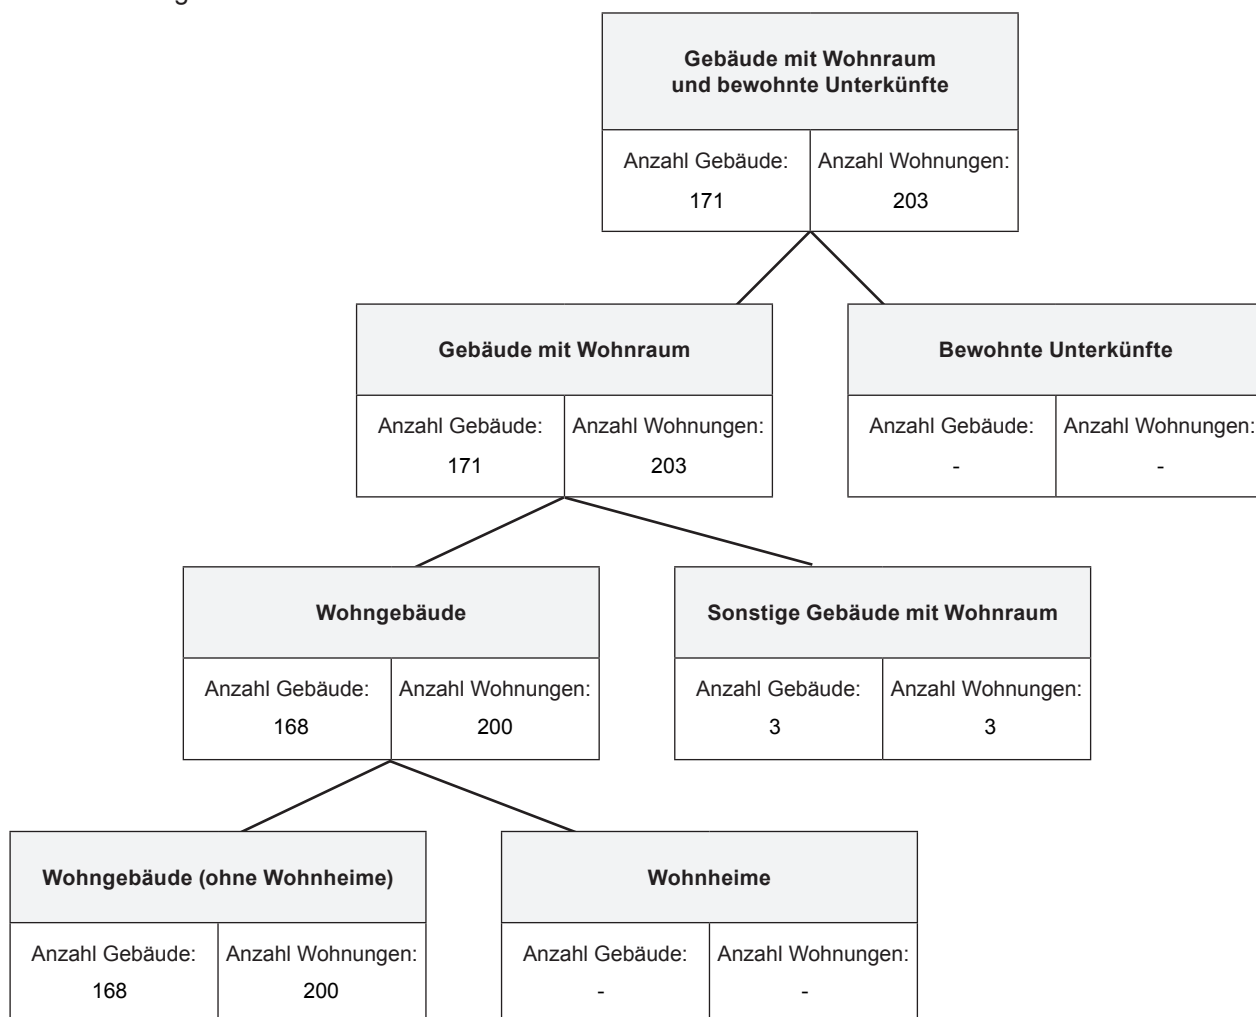 Gebäude mit Wohnraum
und bewohnte Unterkünfte
Anzahl Gebäude: Anzahl Wohnungen:
171 203
Gebäude mit Wohnraum
Anzahl Gebäude: Anzahl Wohnungen:
171 203
Bewohnte Unterkünfte
Anzahl Gebäude: Anzahl Wohnungen:
- -
Wohngebäude
Anzahl Gebäude: Anzahl Wohnungen:
168 200
Sonstige Gebäude mit Wohnraum
Anzahl Gebäude: Anzahl Wohnungen:
3 3
Wohngebäude (ohne Wohnheime)
Anzahl Gebäude: Anzahl Wohnungen:
168 200
Wohnheime
Anzahl Gebäude: Anzahl Wohnungen:
- -